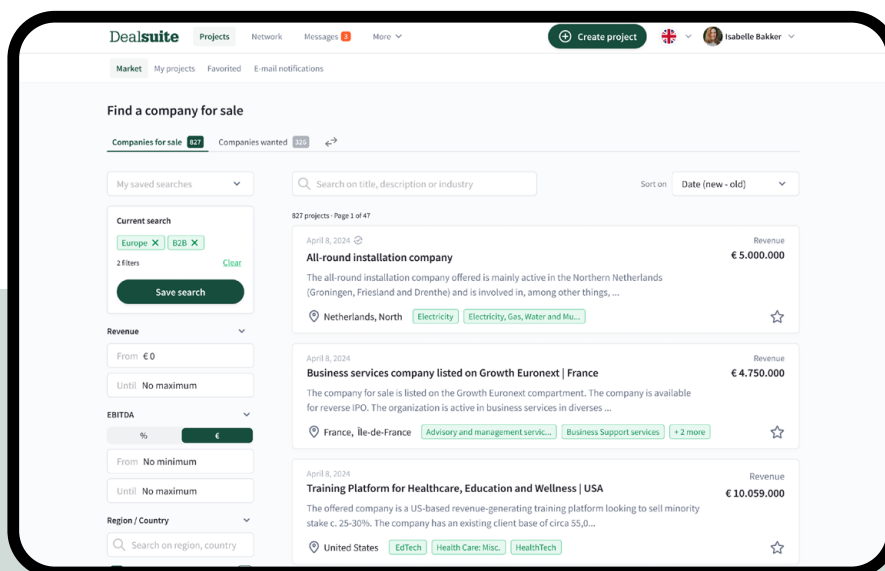 Dealsuite Projects Network Messages 3 More Create project Isabelle Bakker
Market My projects Favorited E-mail notifications
Find a company for sale
Companies for sale 827 Companies wanted 326
My saved searches
Search on title, description or industry
Sort on Date (new - old)
Current search
Europe B2B
2 filters Clear
Save search
Revenue
From € 0
Until No maximum
EBITDA
% €
From No minimum
Until No maximum
Region / Country
Search on region, country
827 projects · Page 1 of 47
April 8, 2024 Revenue
All-round installation company € 5.000.000
The all-round installation company offered is mainly active in the Northern Netherlands
(Groningen, Friesland and Drenthe) and is involved in, among other things, ...
Netherlands, North Electricity Electricity, Gas, Water and Mu...
April 8, 2024 Revenue
Business services company listed on Growth Euronext | France € 4.750.000
The company for sale is listed on the Growth Euronext compartment. The company is available
for reverse IPO. The organization is active in business services in diverses ...
France, Île-de-France Advisory and management servic... Business Support services + 2 more
April 8, 2024 Revenue
Training Platform for Healthcare, Education and Wellness | USA € 10.059.000
The offered company is a US-based revenue-generating training platform looking to sell minority
stake c. 25-30%. The company has an existing client base of circa 55,0...
United States EdTech Health Care: Misc. HealthTech